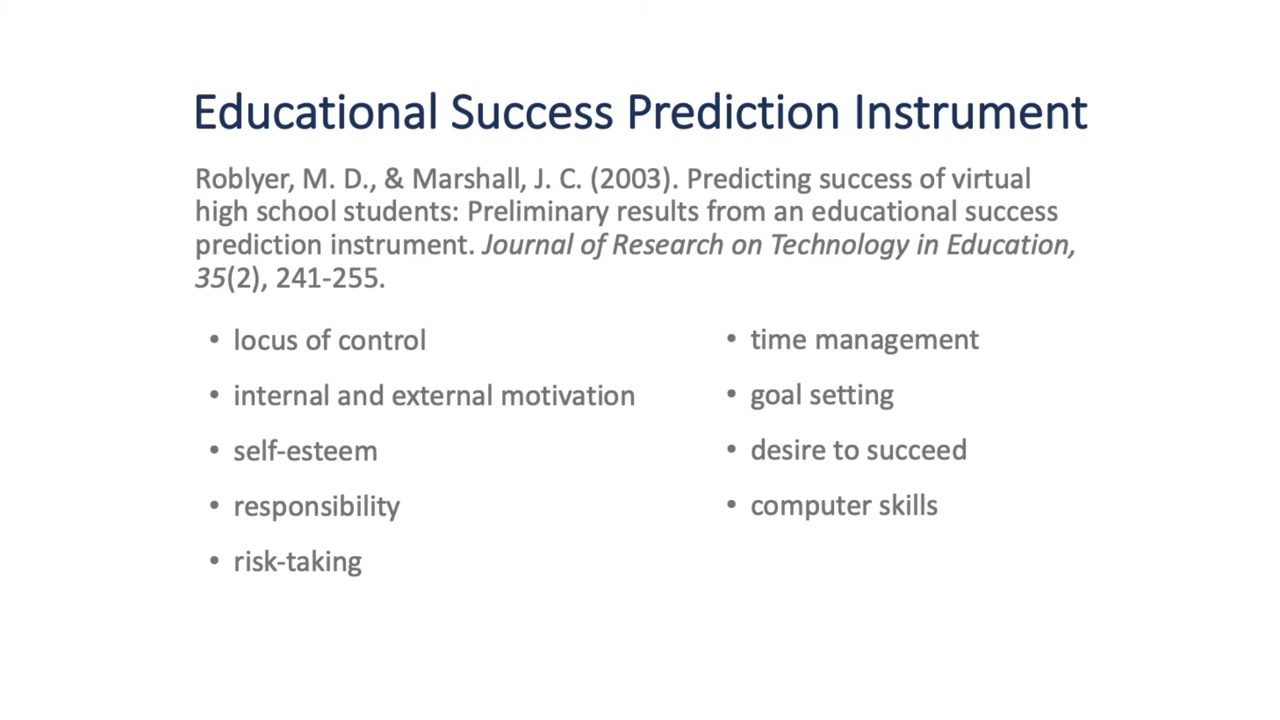 Educational Success Prediction Instrument
Roblyer, M. D., & Marshall, J. C. (2003). Predicting success of virtual
high school students: Preliminary results from an educational success
prediction instrument. Journal of Research on Technology in Education,
35(2), 241-255.
• locus of control
• internal and external motivation
• self-esteem
• responsibility
• risk-taking
• time management
• goal setting
• desire to succeed
• computer skills